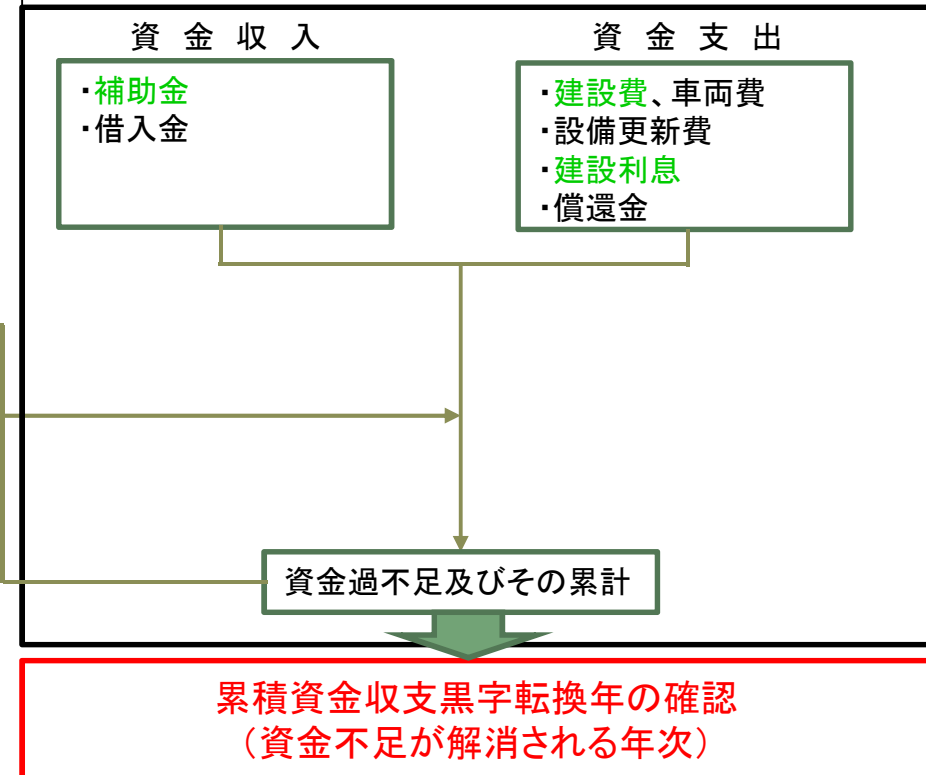 資金収入
・補助金
・借入金
資金支出
・建設費、車両費
・設備更新費
・建設利息
・償還金
資金過不足及びその累計
累積資金収支黒字転換年の確認
（資金不足が解消される年次）